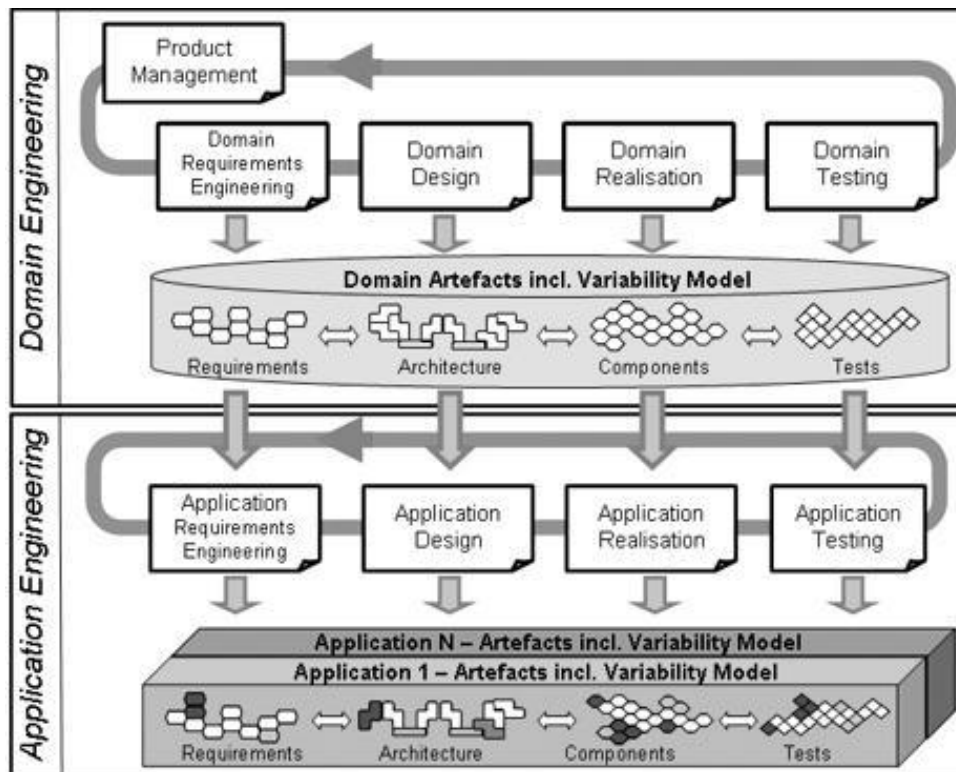 Domain Engineering
Product
Management
Domain
Requirements
Engineering
Domain
Design
Domain
Realisation
Domain
Testing
Domain Artefacts incl. Variability Model
Requirements
Architecture
Components
Tests
Application Engineering
Application
Requirements
Engineering
Application
Design
Application
Realisation
Application
Testing
Application N – Artefacts incl. Variability Model
Application 1 – Artefacts incl. Variability Model
Requirements
Architecture
Components
Tests